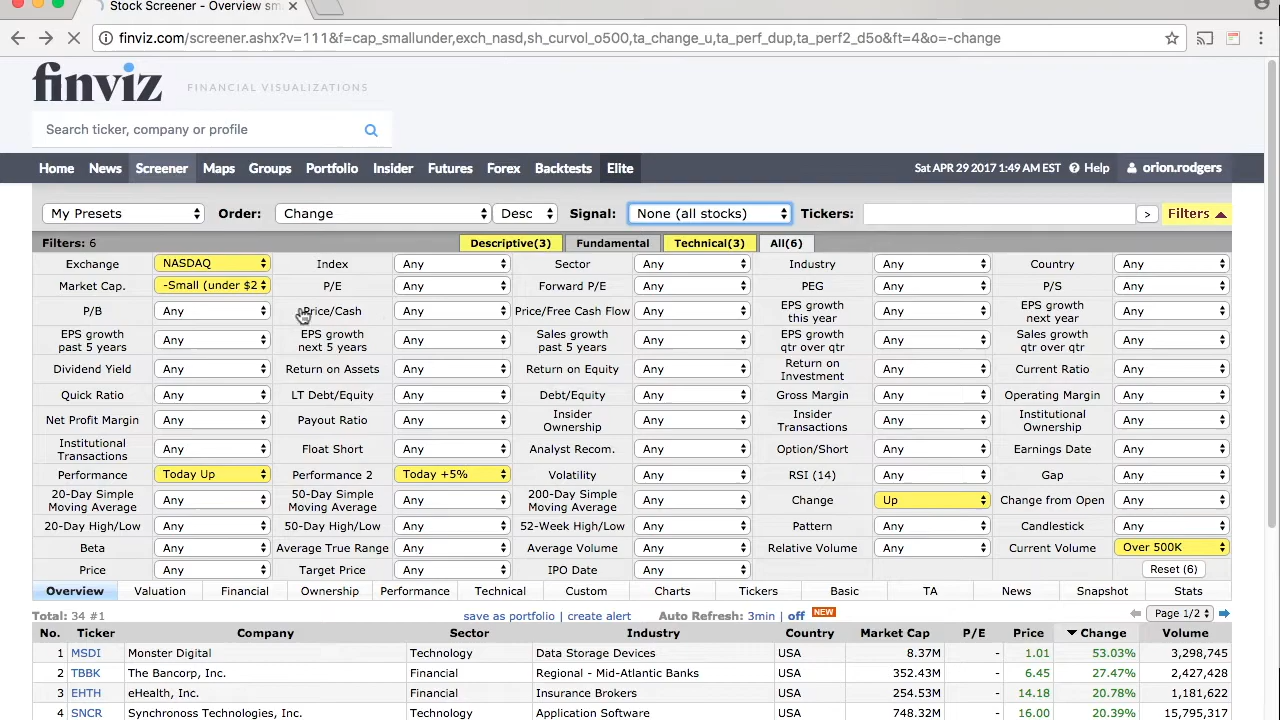 Stock Screener - Overview sm
finviz.com/screener.ashx?v=111&f=cap_smallunder,exch_nasd,sh_curvol_o500,ta_change_u,ta_perf_dup,ta_perf2_d5o&ft=4&o=-change
finviz FINANCIAL VISUALIZATIONS
Search ticker, company or profile
Home News Screener Maps Groups Portfolio Insider Futures Forex Backtests Elite Sat APR 29 2017 1:49 AM EST Help orion.rodgers
My Presets Order: Change Desc Signal: None (all stocks) Tickers: > Filters
Filters: 6 Descriptive(3) Fundamental Technical(3) All(6)
Exchange NASDAQ Index Any Sector Any Industry Any Country Any
Market Cap. -Small (under $2 P/E Any Forward P/E Any PEG Any P/S Any
P/B Any Price/Cash Any Price/Free Cash Flow Any EPS growth this year Any EPS growth next year Any
EPS growth past 5 years Any EPS growth next 5 years Any Sales growth past 5 years Any EPS growth qtr over qtr Any Sales growth qtr over qtr Any
Dividend Yield Any Return on Assets Any Return on Equity Any Return on Investment Any Current Ratio Any
Quick Ratio Any LT Debt/Equity Any Debt/Equity Any Gross Margin Any Operating Margin Any
Net Profit Margin Any Payout Ratio Any Insider Ownership Any Insider Transactions Any Institutional Ownership Any
Institutional Transactions Any Float Short Any Analyst Recom. Any Option/Short Any Earnings Date Any
Performance Today Up Performance 2 Today +5% Volatility Any RSI (14) Any Gap Any
20-Day Simple Moving Average Any 50-Day Simple Moving Average Any 200-Day Simple Moving Average Any Change Up Change from Open Any
20-Day High/Low Any 50-Day High/Low Any 52-Week High/Low Any Pattern Any Candlestick Any
Beta Any Average True Range Any Average Volume Any Relative Volume Any Current Volume Over 500K
Price Any Target Price Any IPO Date Any Reset (6)
Overview Valuation Financial Ownership Performance Technical Custom Charts Tickers Basic TA News Snapshot Stats
Total: 34 #1 save as portfolio | create alert Auto Refresh: 3min | off NEW Page 1/2
No. Ticker Company Sector Industry Country Market Cap P/E Price Change Volume
1 MSDI Monster Digital Technology Data Storage Devices USA 8.37M - 1.01 53.03% 3,298,745
2 TBBK The Bancorp, Inc. Financial Regional - Mid-Atlantic Banks USA 352.43M - 6.45 27.47% 2,427,428
3 EHTH eHealth, Inc. Financial Insurance Brokers USA 254.53M - 14.18 20.78% 1,181,622
4 SNCR Synchronoss Technologies, Inc. Technology Application Software USA 748.32M - 16.00 20.39% 15,795,317